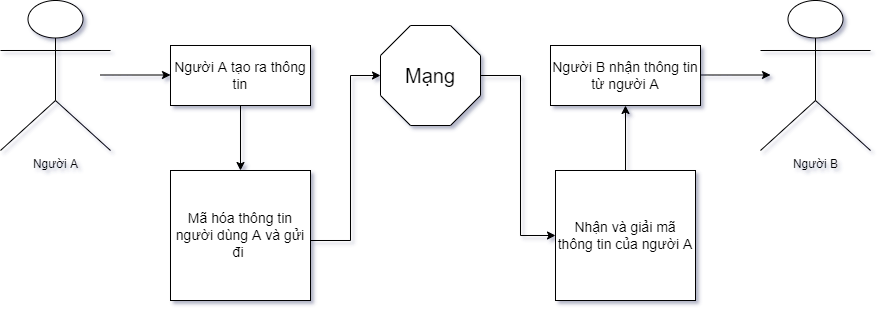 Người A tạo ra thông
tin
Mạng
Người B nhận thông tin
từ người A
Người A
Người B
Mã hóa thông tin
người dùng A và gửi
đi
Nhận và giải mã
thông tin của người A